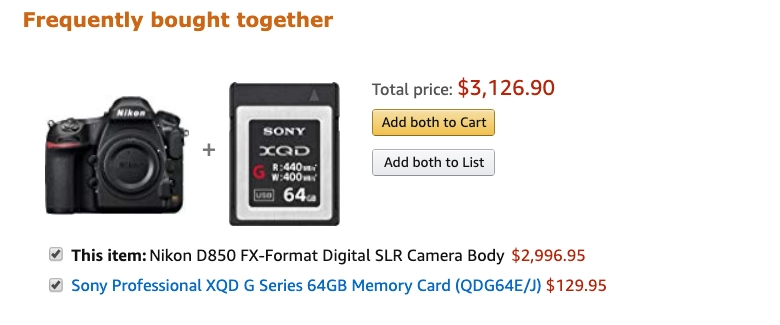 Frequently bought together
Nikon
Nikon
+
SONY
XQD
G
R:440MB/s
W:400MB/s
USB
64GB
Total price: $3,126.90
Add both to Cart
Add both to List
This item: Nikon D850 FX-Format Digital SLR Camera Body $2,996.95
Sony Professional XQD G Series 64GB Memory Card (QDG64E/J) $129.95